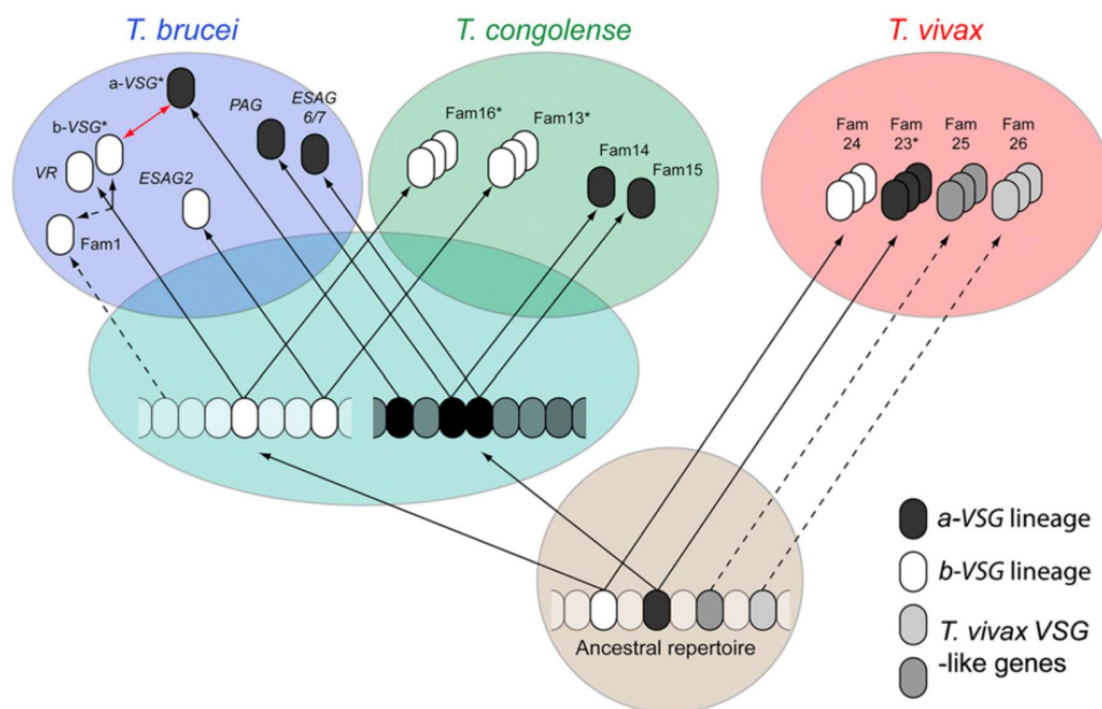 T. brucei
T. congolense
T. vivax
a-VSG*
b-VSG*
VR
Fam1
ESAG2
PAG
ESAG
6/7
Fam16*
Fam13*
Fam14
Fam15
Fam
24
Fam
23*
Fam
25
Fam
26
Ancestral repertoire
a-VSG lineage
b-VSG lineage
T. vivax VSG
-like genes